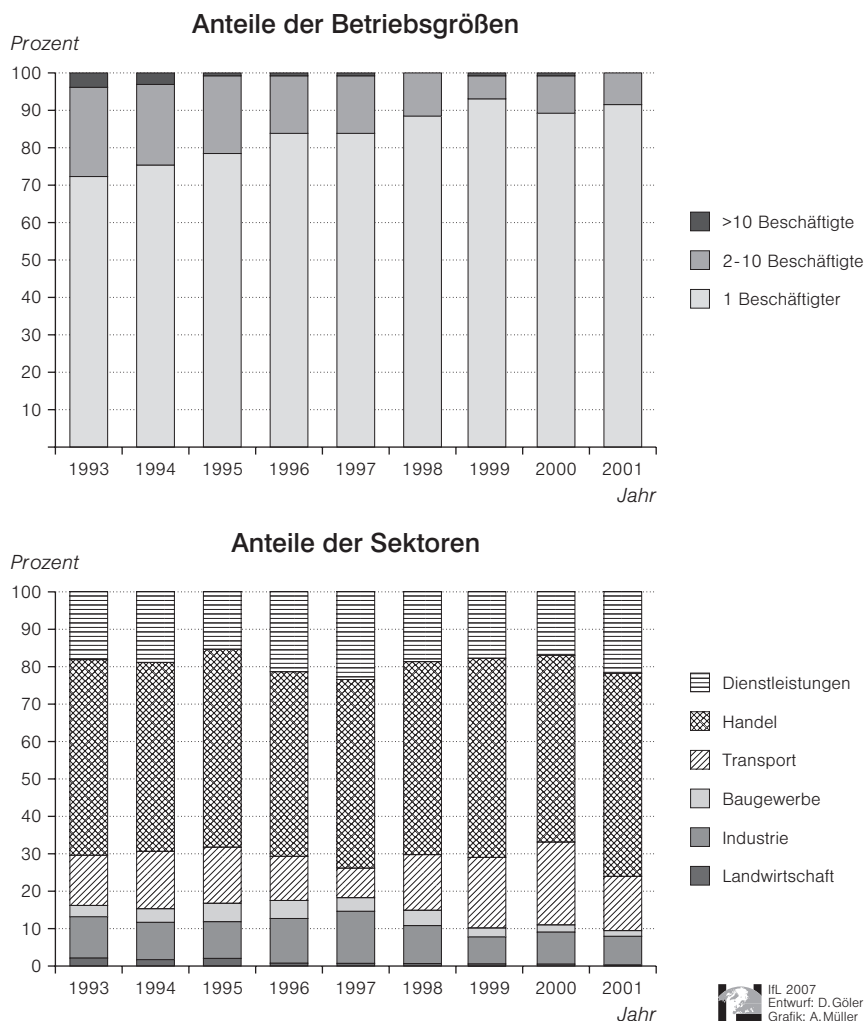 Anteile der Betriebsgrößen
Prozent
100
90
80
70
60
50
40
30
20
10
1993 1994 1995 1996 1997 1998 1999 2000 2001
Jahr
>10 Beschäftigte
2-10 Beschäftigte
1 Beschäftigter
Anteile der Sektoren
Prozent
100
90
80
70
60
50
40
30
20
10
0
1993 1994 1995 1996 1997 1998 1999 2000 2001
Jahr
Dienstleistungen
Handel
Transport
Baugewerbe
Industrie
Landwirtschaft
IfL 2007
Entwurf: D.Göler
Grafik: A.Müller